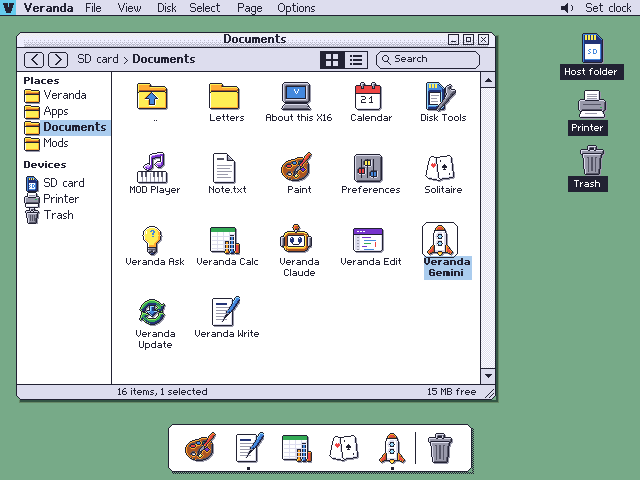 V Veranda File View Disk Select Page Options Set clock
Documents
SD card > Documents
Search
Places
Veranda
Apps
Documents
Mods
Devices
SD card
Printer
Trash
..
Letters
About this X16
Calendar
21
Disk Tools
MOD Player
Note.txt
Paint
Preferences
Solitaire
Veranda Ask
Veranda Calc
Veranda
Claude
Veranda Edit
Veranda
Gemini
Veranda
Update
Veranda Write
16 items, 1 selected
15 MB free
SD
Host folder
Printer
Trash